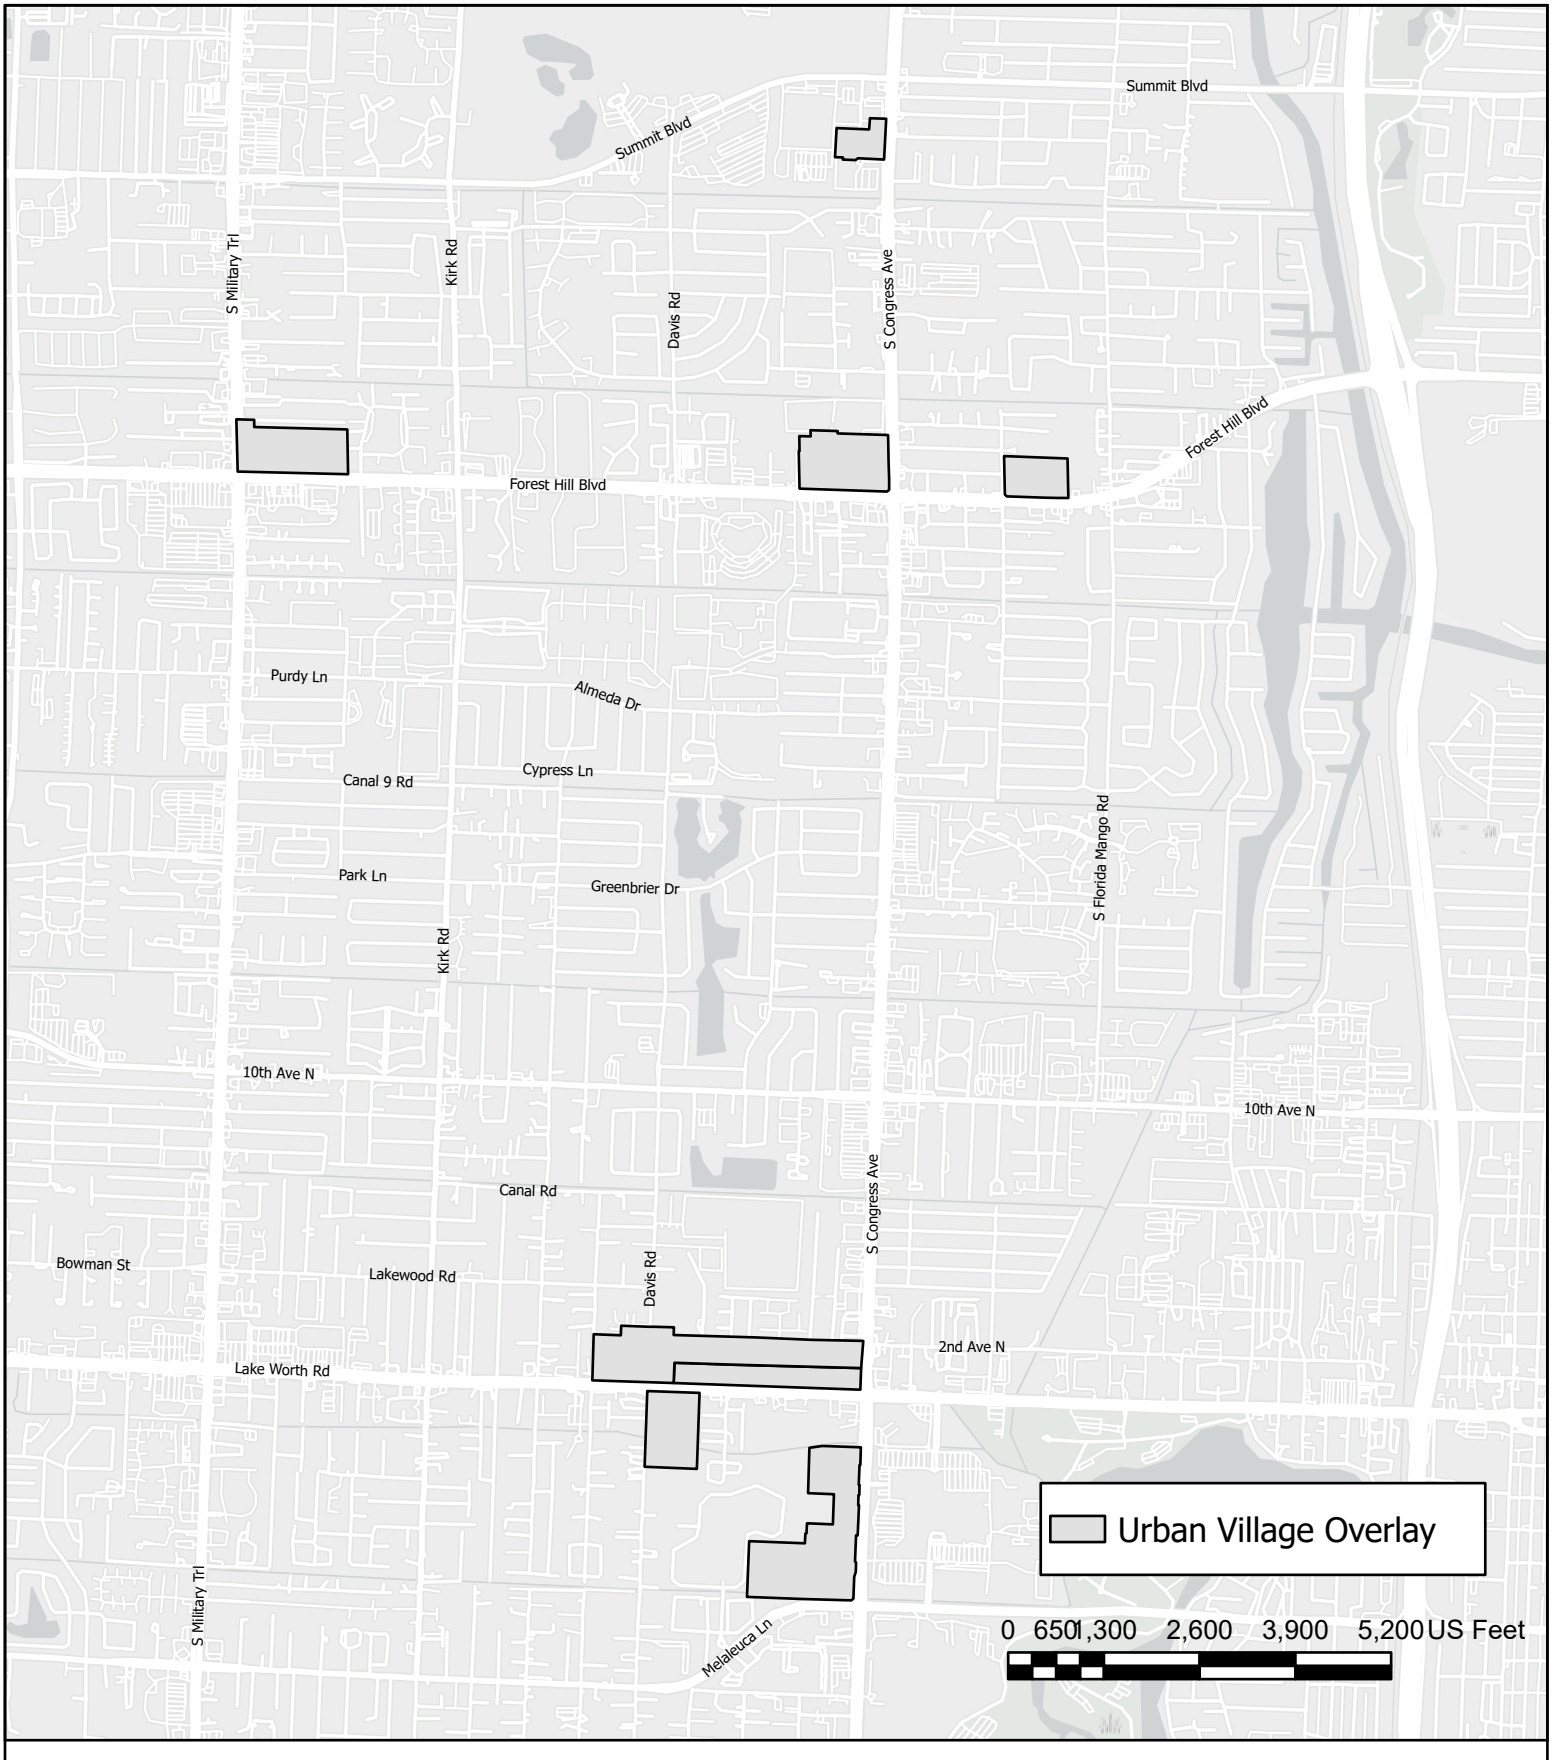 Summit Blvd
Summit Blvd
S Military Trl
Kirk Rd
S Congress Ave
Davis Rd
Forest Hill Blvd
Forest Hill Blvd
Purdy Ln
Almeda Dr
Cypress Ln
Canal 9 Rd
S Florida Mango Rd
Park Ln
Greenbrier Dr
Kirk Rd
10th Ave N
10th Ave N
Canal Rd
S Congress Ave
Bowman St
Lakewood Rd
Davis Rd
2nd Ave N
Lake Worth Rd
Urban Village Overlay
S Military Trl
Melaleuca Ln
0 650 1,300 2,600 3,900 5,200 US Feet